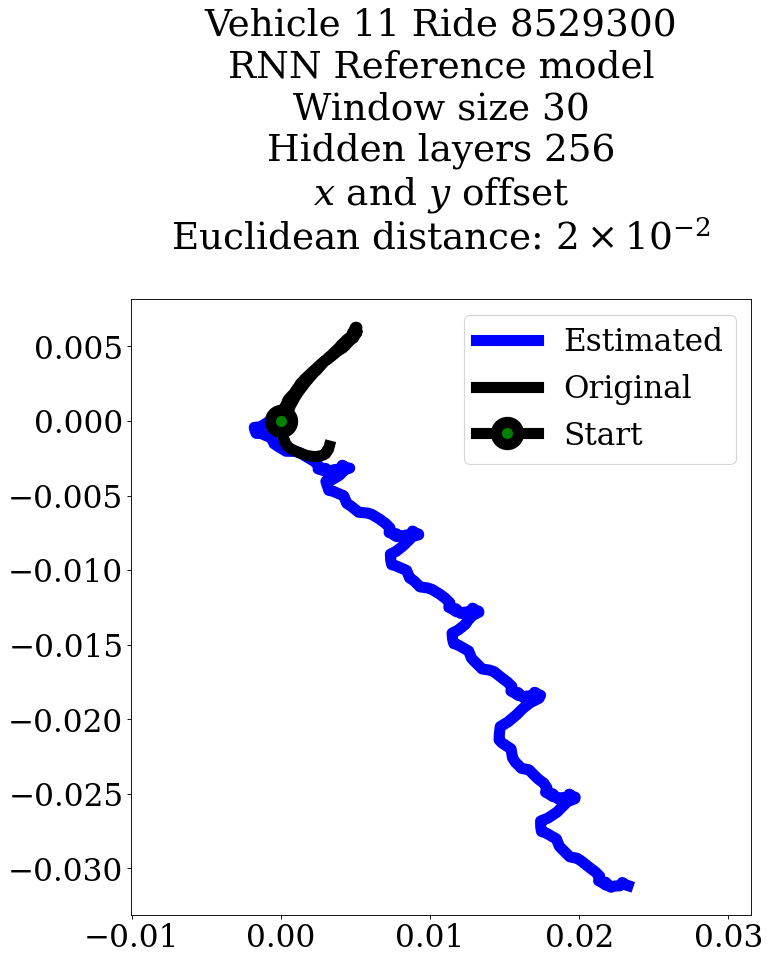 Vehicle 11 Ride 8529300
RNN Reference model
Window size 30
Hidden layers 256
x and y offset
Euclidean distance: 2 × 10⁻²
Estimated
Original
Start
0.005
0.000
−0.005
−0.010
−0.015
−0.020
−0.025
−0.030
−0.01 0.00 0.01 0.02 0.03